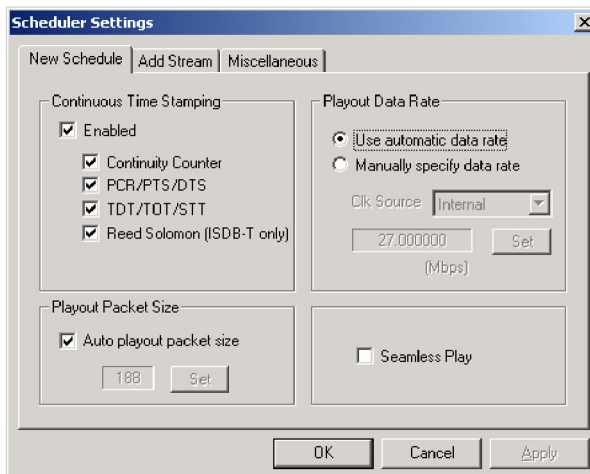 Scheduler Settings
New Schedule
Add Stream
Miscellaneous
Continuous Time Stamping
Enabled
Continuity Counter
PCR/PTS/DTS
TDT/TOT/STT
Reed Solomon (ISDB-T only)
Playout Data Rate
Use automatic data rate
Manually specify data rate
Clk Source
Internal
27.000000
Set
(Mbps)
Playout Packet Size
Auto playout packet size
188
Set
Seamless Play
OK
Cancel
Apply